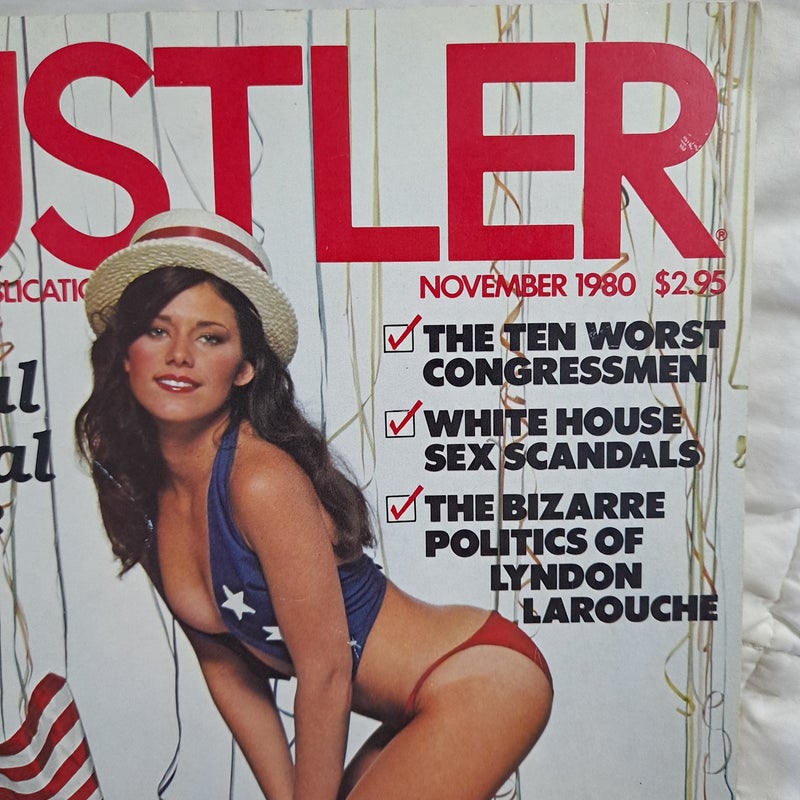 USTLER®
NOVEMBER 1980 $2.95
THE TEN WORST
CONGRESSMEN
WHITE HOUSE
SEX SCANDALS
THE BIZARRE
POLITICS OF
LYNDON
LAROUCHE